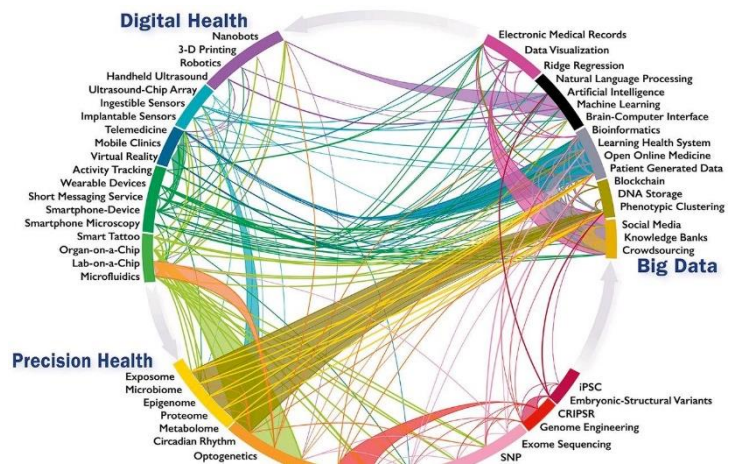 Digital Health
Nanobots
3-D Printing
Robotics
Handheld Ultrasound
Ultrasound-Chip Array
Ingestible Sensors
Implantable Sensors
Telemedicine
Mobile Clinics
Virtual Reality
Activity Tracking
Wearable Devices
Short Messaging Service
Smartphone-Device
Smartphone Microscopy
Smart Tattoo
Organ-on-a-Chip
Lab-on-a-Chip
Microfluidics
Electronic Medical Records
Data Visualization
Ridge Regression
Natural Language Processing
Artificial Intelligence
Machine Learning
Brain-Computer Interface
Bioinformatics
Learning Health System
Open Online Medicine
Patient Generated Data
Blockchain
DNA Storage
Phenotypic Clustering
Social Media
Knowledge Banks
Crowdsourcing
Big Data
Precision Health
Exposome
Microbiome
Epigenome
Proteome
Metabolome
Circadian Rhythm
Optogenetics
iPSC
Embryonic-Structural Variants
CRIPSR
Genome Engineering
Exome Sequencing
SNP